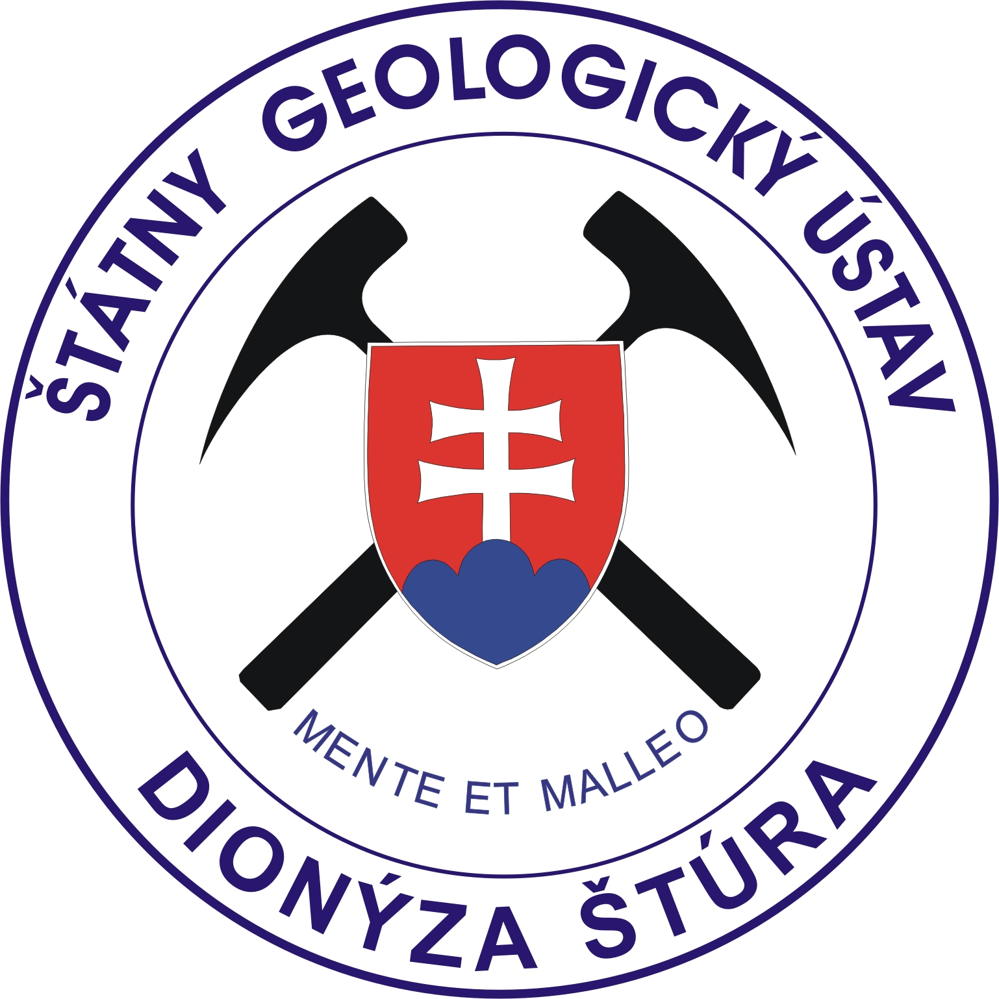 ŠTÁTNY GEOLOGICKÝ ÚSTAV
MENTE ET MALLEO
DIONÝZA ŠTÚRA